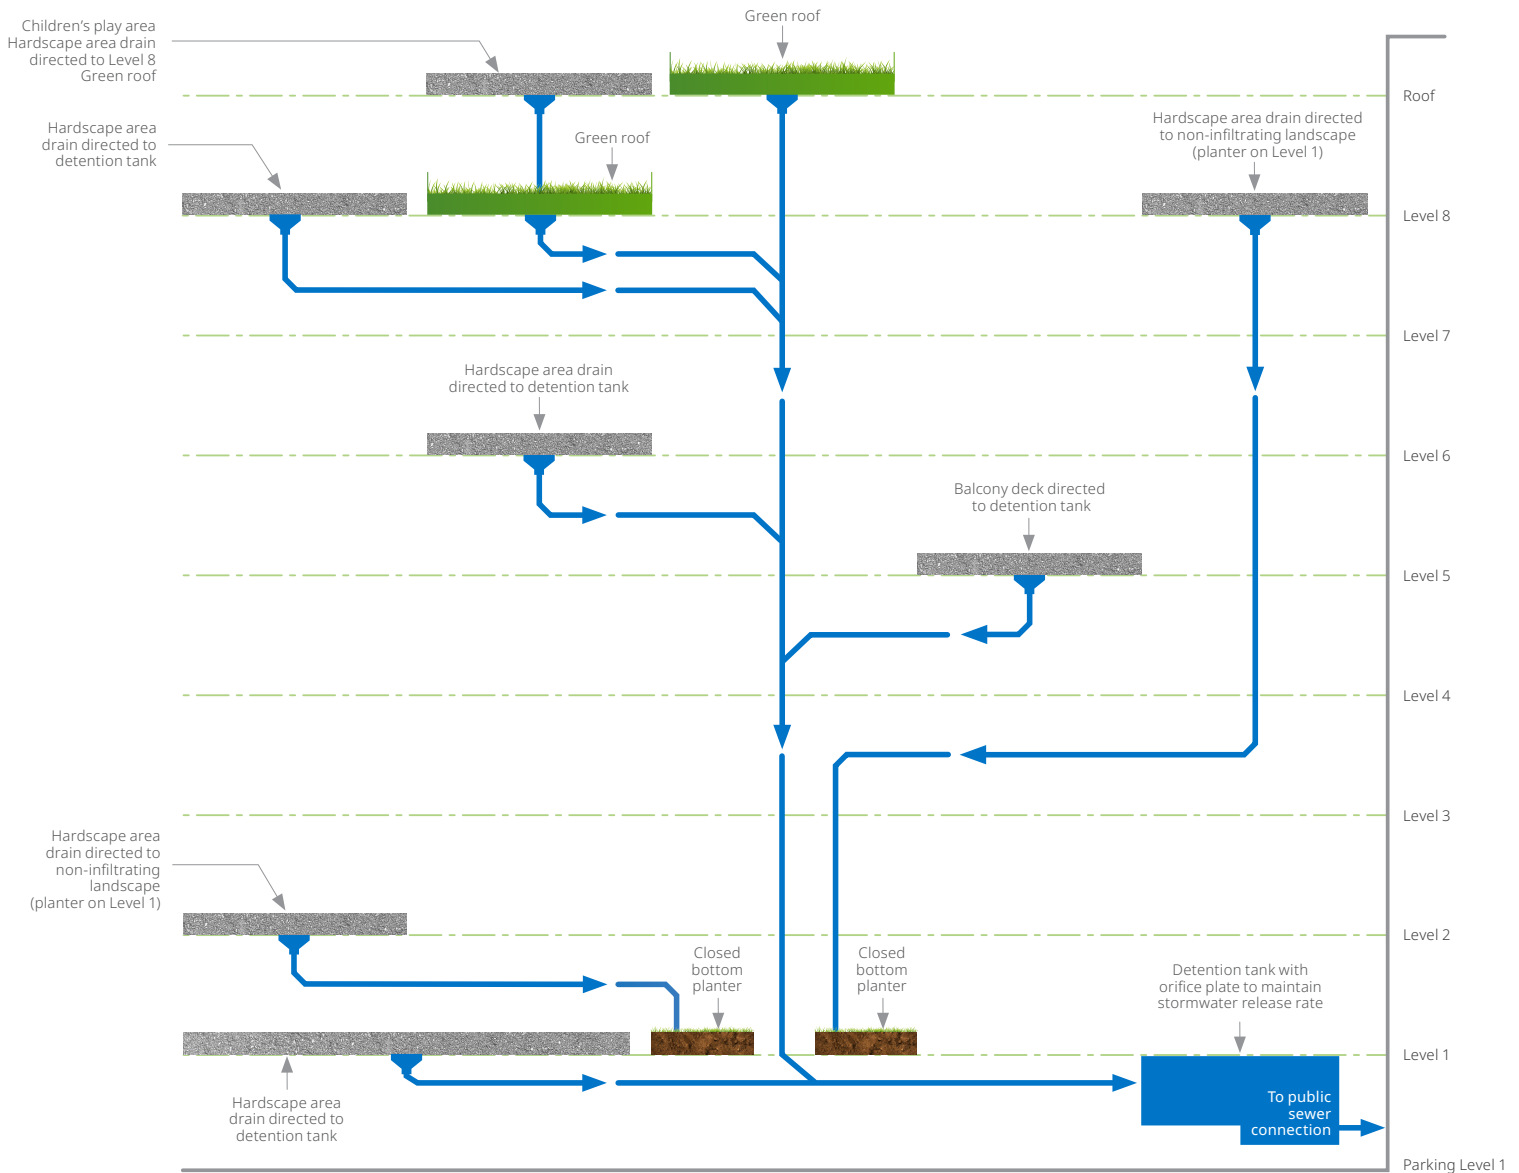 Green roof
Children's play area
Hardscape area drain
directed to Level 8
Green roof
Roof
Hardscape area
drain directed to
detention tank
Green roof
Hardscape area drain directed
to non-infiltrating landscape
(planter on Level 1)
Level 8
Level 7
Hardscape area drain
directed to detention tank
Level 6
Balcony deck directed
to detention tank
Level 5
Level 4
Level 3
Hardscape area
drain directed to
non-infiltrating
landscape
(planter on Level 1)
Level 2
Closed
bottom
planter
Closed
bottom
planter
Detention tank with
orifice plate to maintain
stormwater release rate
Level 1
Hardscape area
drain directed to
detention tank
To public
sewer
connection
Parking Level 1